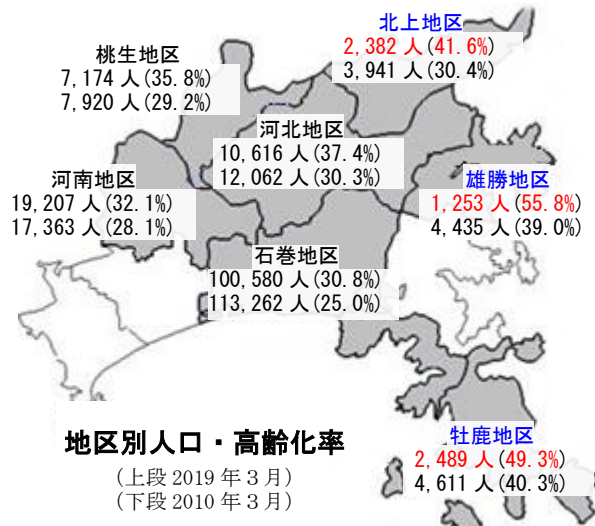 北上地区
2,382 人(41.6%)
3,941 人(30.4%)
桃生地区
7,174 人(35.8%)
7,920 人(29.2%)
河北地区
10,616 人(37.4%)
12,062 人(30.3%)
河南地区
19,207 人(32.1%)
17,363 人(28.1%)
雄勝地区
1,253 人(55.8%)
4,435 人(39.0%)
石巻地区
100,580 人(30.8%)
113,262 人(25.0%)
牡鹿地区
2,489 人(49.3%)
4,611 人(40.3%)
地区別人口・高齢化率
(上段 2019 年３月)
(下段 2010 年３月)